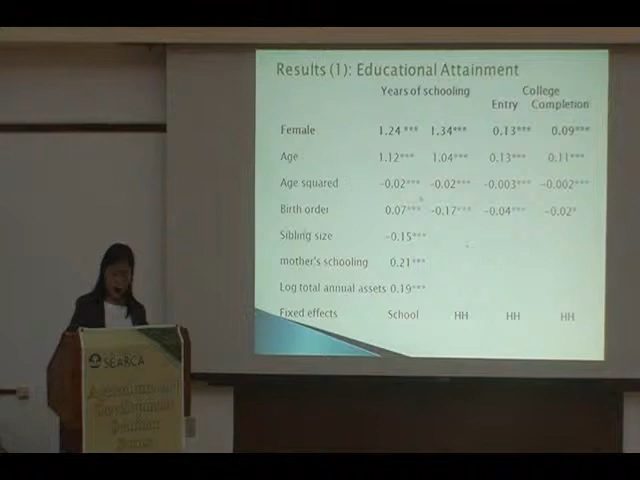 Results (1): Educational Attainment
Years of schooling College
Entry Completion
Female 1.24 *** 1.34*** 0.13*** 0.09***
Age 1.12*** 1.04*** 0.13*** 0.11***
Age squared -0.02*** -0.02*** -0.003*** -0.002***
Birth order 0.07*** -0.17*** -0.04*** -0.02*
Sibling size -0.15***
mother's schooling 0.21***
Log total annual assets 0.19***
Fixed effects School HH HH HH
SEARCA